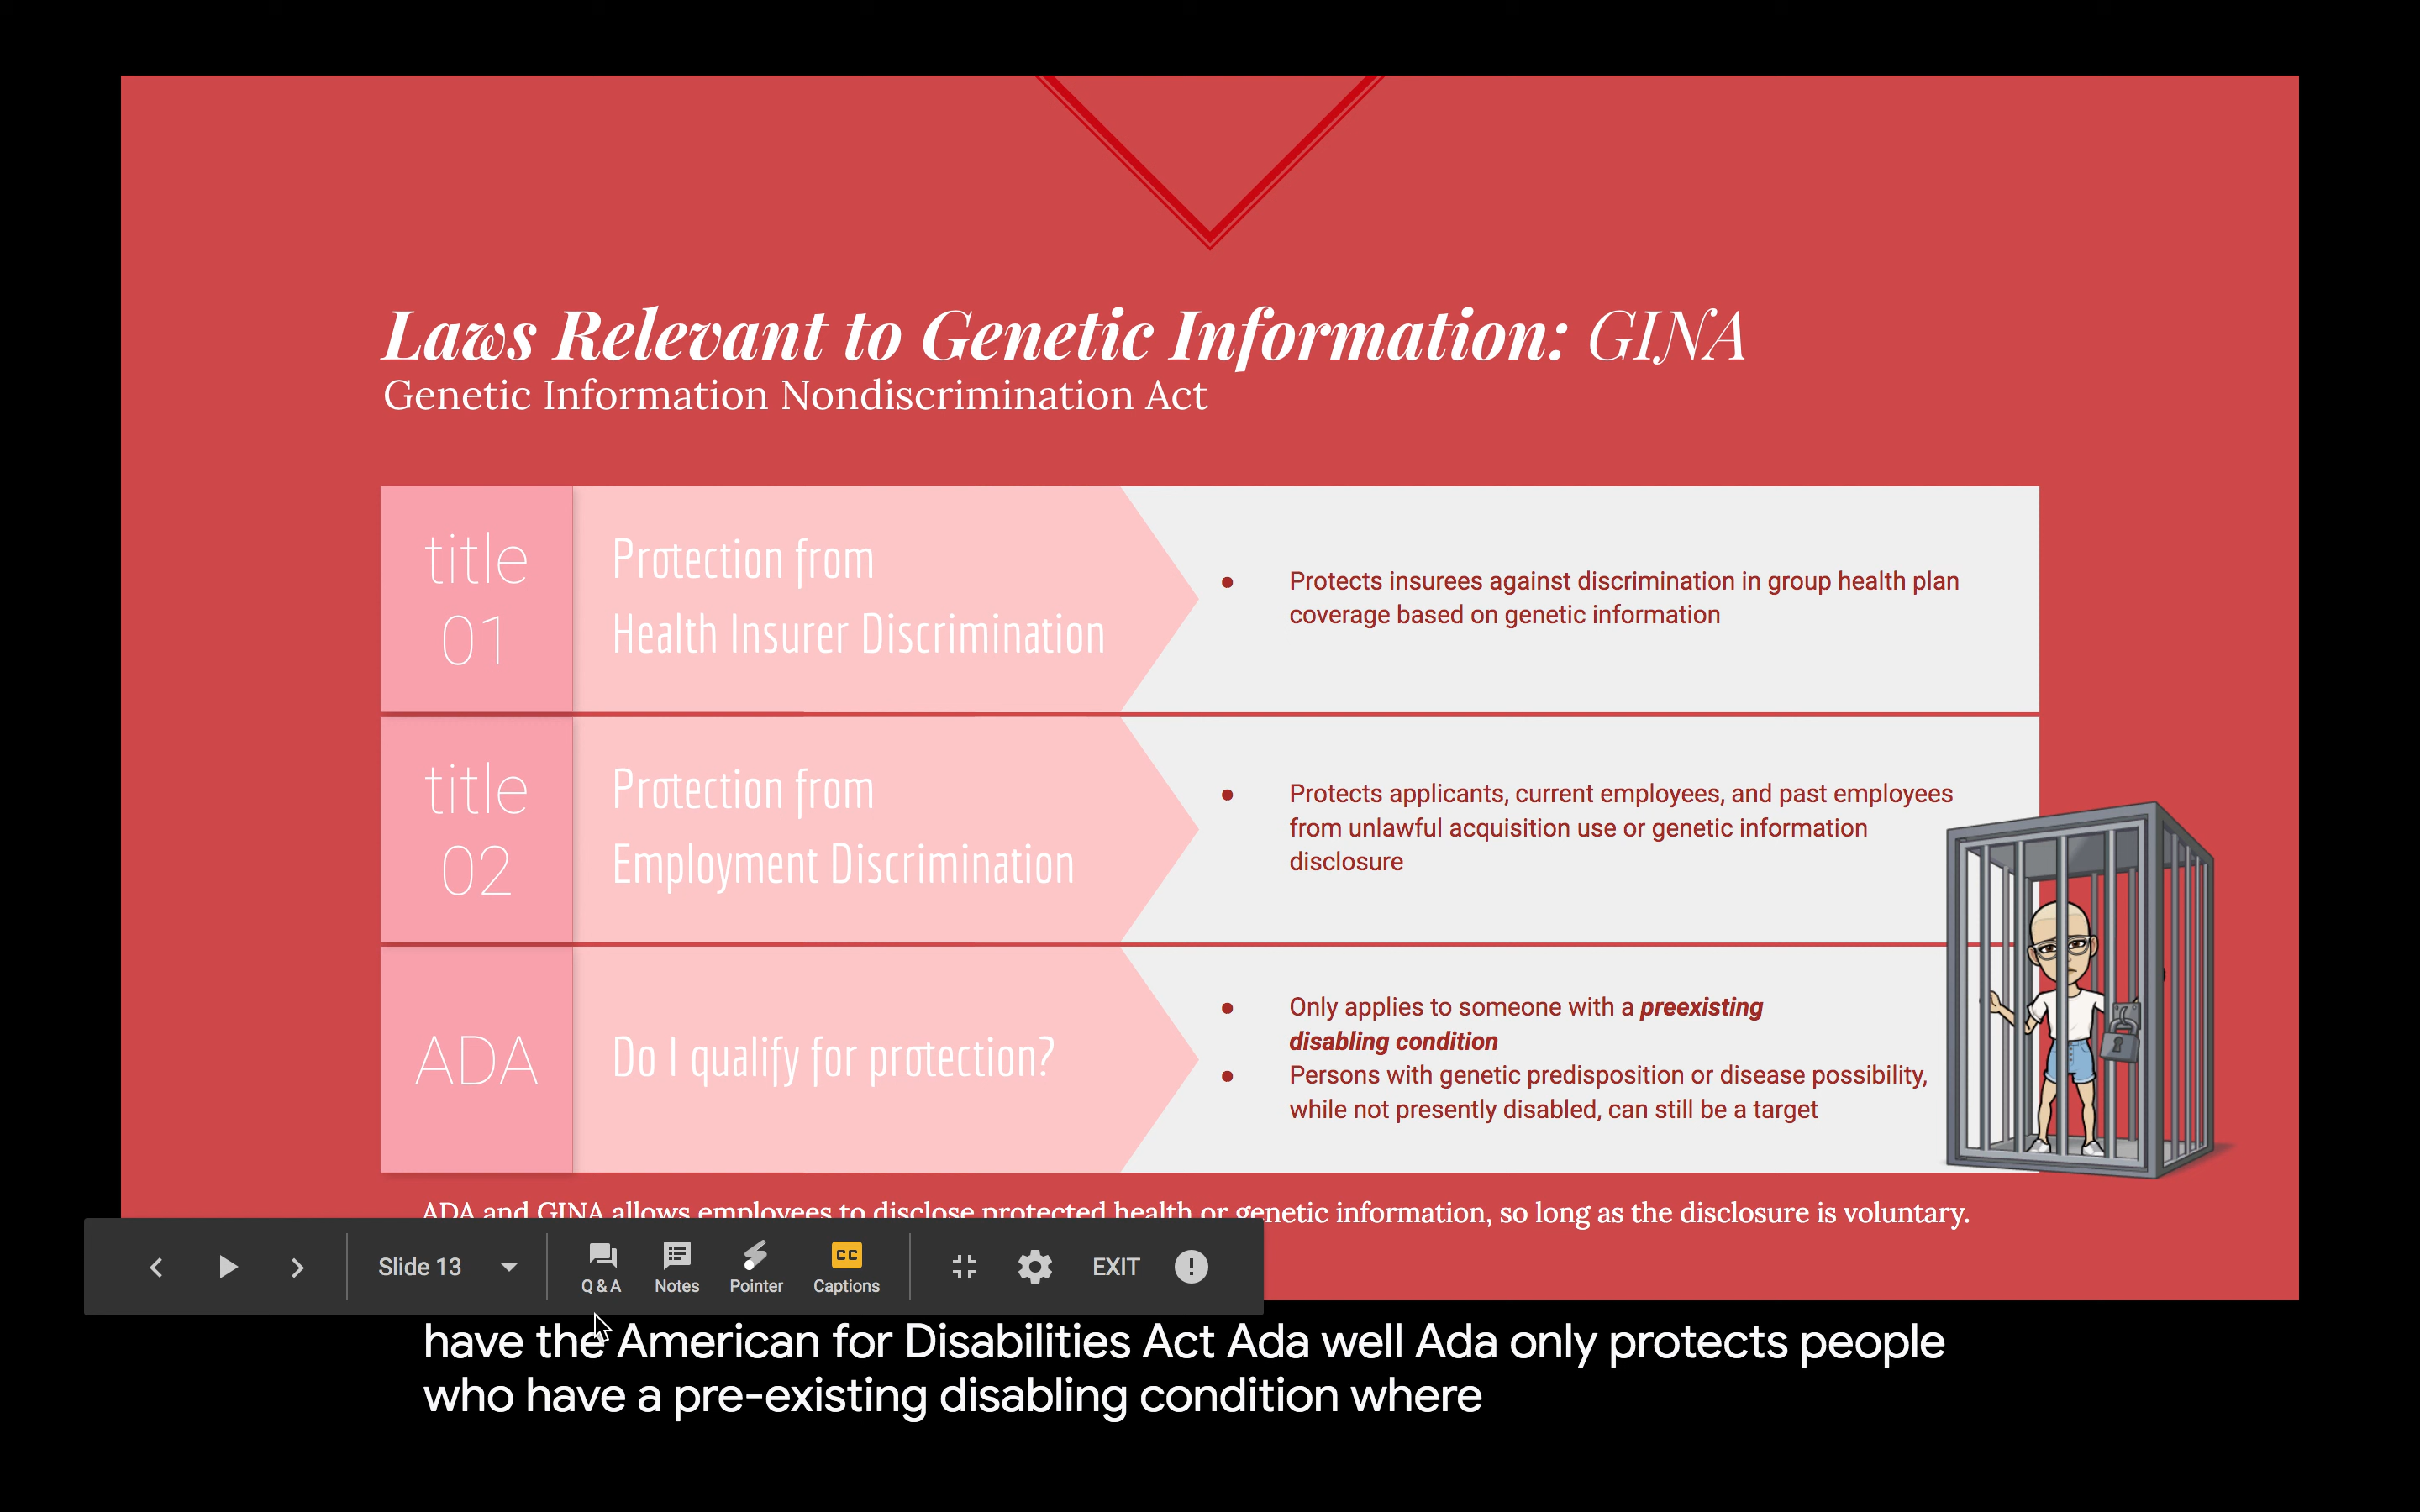 Laws Relevant to Genetic Information: GINA
Genetic Information Nondiscrimination Act
title
01
Protection from
Health Insurer Discrimination
• Protects insurees against discrimination in group health plan
coverage based on genetic information
title
02
Protection from
Employment Discrimination
• Protects applicants, current employees, and past employees
from unlawful acquisition use or genetic information
disclosure
ADA
Do I qualify for protection?
• Only applies to someone with a preexisting
disabling condition
• Persons with genetic predisposition or disease possibility,
while not presently disabled, can still be a target
ADA and GINA allows employees to disclose protected health or genetic information, so long as the disclosure is voluntary.
Slide 13
Q & A
Notes
Pointer
CC
Captions
EXIT
have the American for Disabilities Act Ada well Ada only protects people
who have a pre-existing disabling condition where